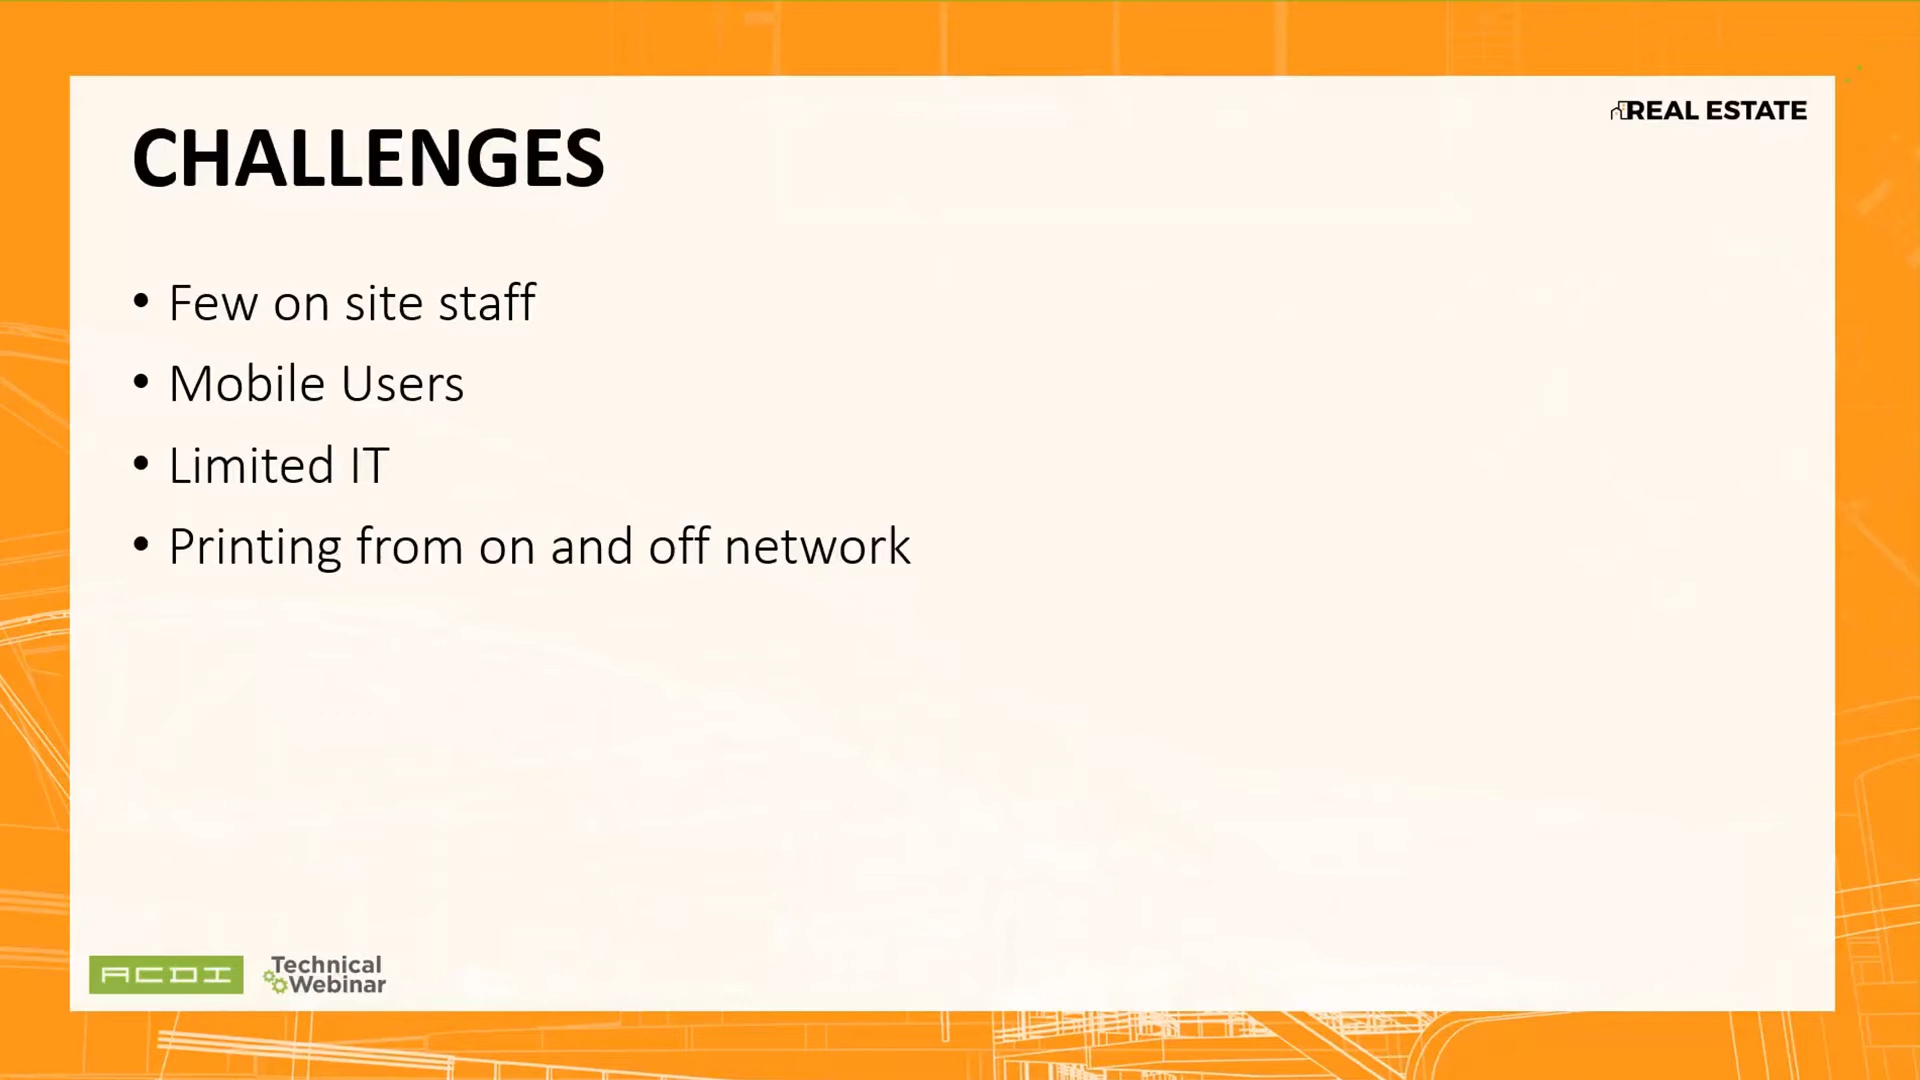 REAL ESTATE
CHALLENGES
• Few on site staff
• Mobile Users
• Limited IT
• Printing from on and off network
ACDI
Technical
Webinar